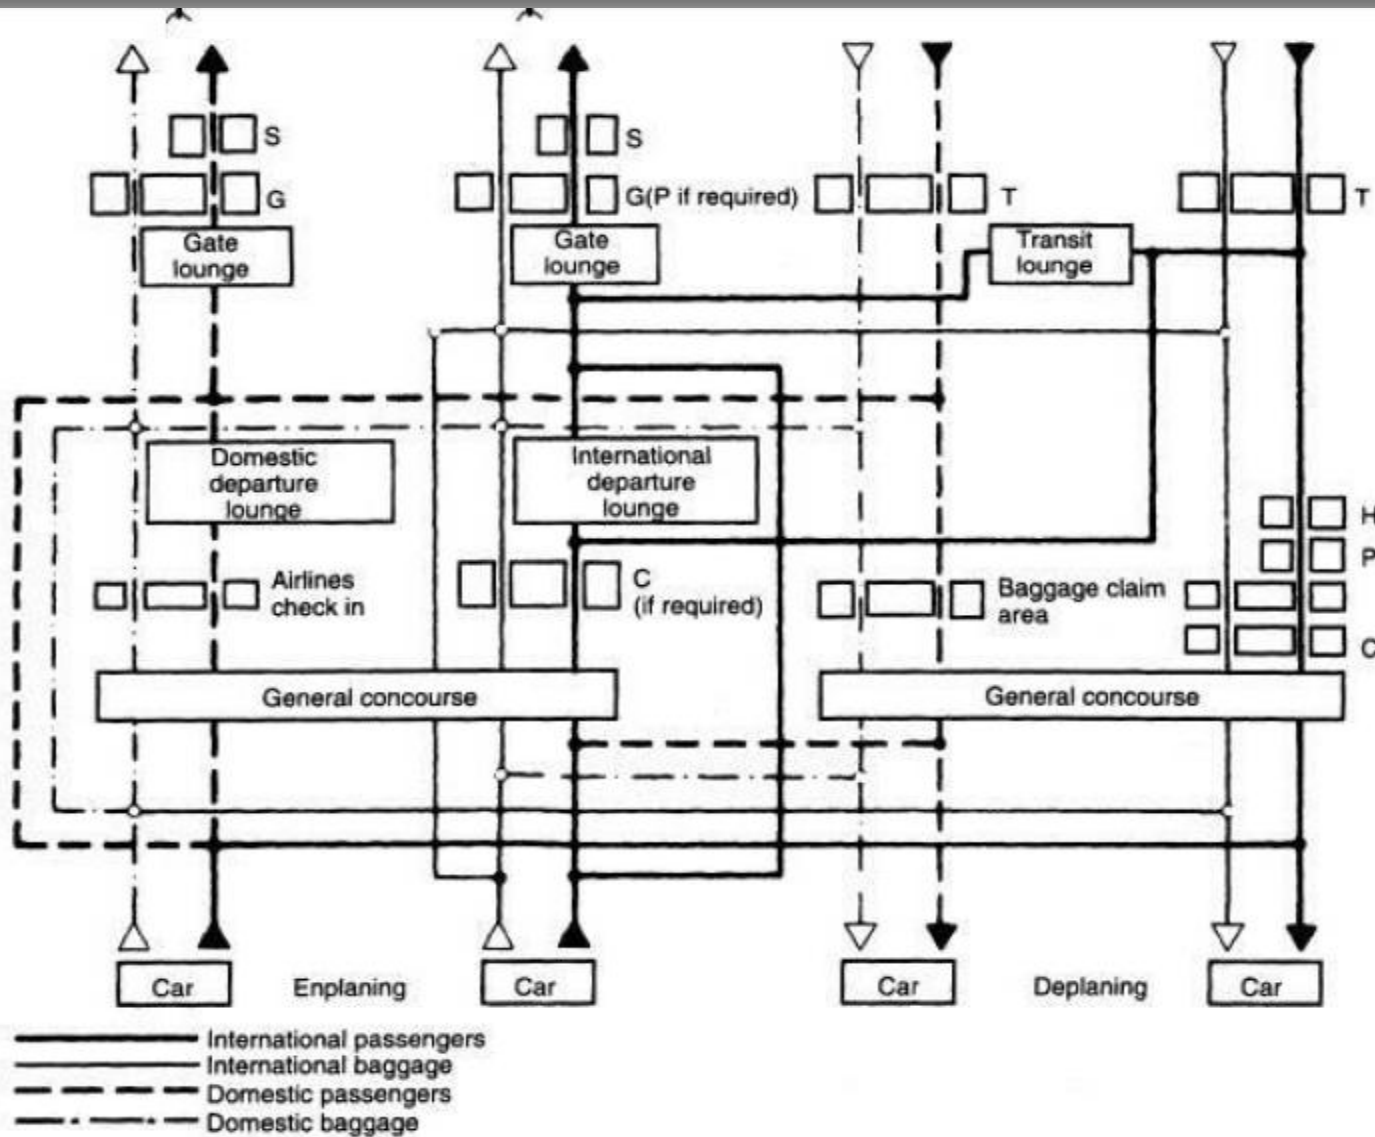 S
S
G
G(P if required)
T
T
Gate
lounge
Gate
lounge
Transit
lounge
Domestic
departure
lounge
International
departure
lounge
H
P
Airlines
check in
C
(if required)
Baggage claim
area
C
General concourse
General concourse
Car
Enplaning
Car
Car
Deplaning
Car
International passengers
International baggage
Domestic passengers
Domestic baggage